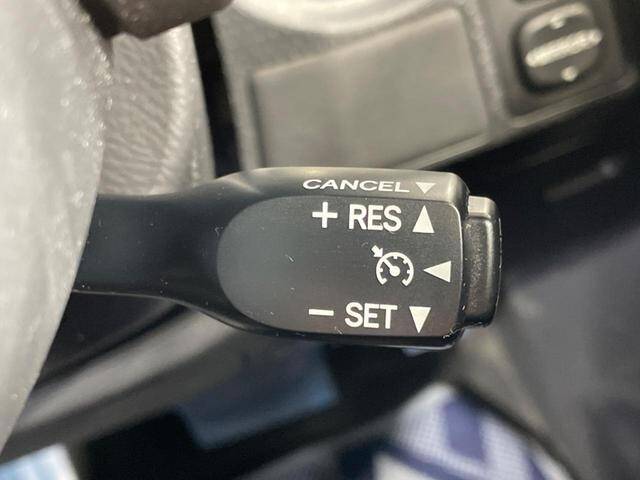 CANCEL ▼
+ RES ▲
◀
− SET ▼